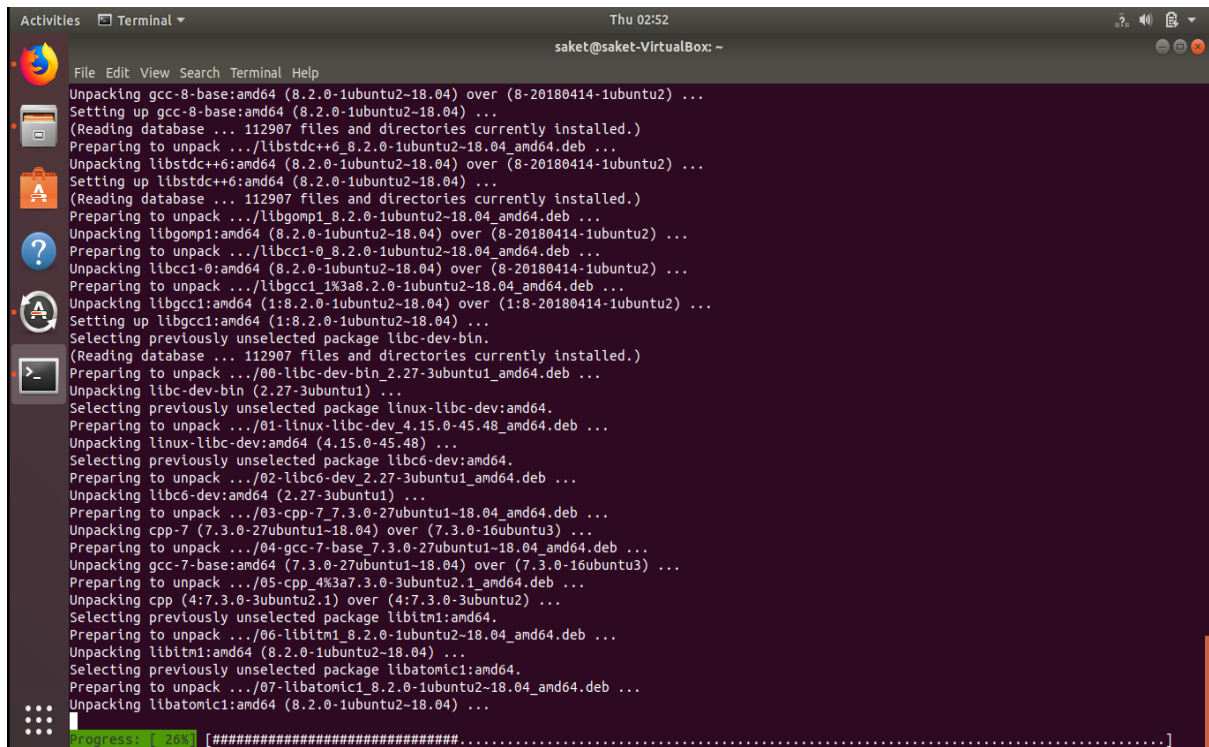 Activities Terminal Thu 02:52
saket@saket-VirtualBox: ~
File Edit View Search Terminal Help
Unpacking gcc-8-base:amd64 (8.2.0-1ubuntu2~18.04) over (8-20180414-1ubuntu2) ...
Setting up gcc-8-base:amd64 (8.2.0-1ubuntu2~18.04) ...
(Reading database ... 112907 files and directories currently installed.)
Preparing to unpack .../libstdc++6_8.2.0-1ubuntu2~18.04_amd64.deb ...
Unpacking libstdc++6:amd64 (8.2.0-1ubuntu2~18.04) over (8-20180414-1ubuntu2) ...
Setting up libstdc++6:amd64 (8.2.0-1ubuntu2~18.04) ...
(Reading database ... 112907 files and directories currently installed.)
Preparing to unpack .../libgomp1_8.2.0-1ubuntu2~18.04_amd64.deb ...
Unpacking libgomp1:amd64 (8.2.0-1ubuntu2~18.04) over (8-20180414-1ubuntu2) ...
Preparing to unpack .../libcc1-0_8.2.0-1ubuntu2~18.04_amd64.deb ...
Unpacking libcc1-0:amd64 (8.2.0-1ubuntu2~18.04) over (8-20180414-1ubuntu2) ...
Preparing to unpack .../libgcc1_1%3a8.2.0-1ubuntu2~18.04_amd64.deb ...
Unpacking libgcc1:amd64 (1:8.2.0-1ubuntu2~18.04) over (1:8-20180414-1ubuntu2) ...
Setting up libgcc1:amd64 (1:8.2.0-1ubuntu2~18.04) ...
Selecting previously unselected package libc-dev-bin.
(Reading database ... 112907 files and directories currently installed.)
Preparing to unpack .../00-libc-dev-bin_2.27-3ubuntu1_amd64.deb ...
Unpacking libc-dev-bin (2.27-3ubuntu1) ...
Selecting previously unselected package linux-libc-dev:amd64.
Preparing to unpack .../01-linux-libc-dev_4.15.0-45.48_amd64.deb ...
Unpacking linux-libc-dev:amd64 (4.15.0-45.48) ...
Selecting previously unselected package libc6-dev:amd64.
Preparing to unpack .../02-libc6-dev_2.27-3ubuntu1_amd64.deb ...
Unpacking libc6-dev:amd64 (2.27-3ubuntu1) ...
Preparing to unpack .../03-cpp-7_7.3.0-27ubuntu1~18.04_amd64.deb ...
Unpacking cpp-7 (7.3.0-27ubuntu1~18.04) over (7.3.0-16ubuntu3) ...
Preparing to unpack .../04-gcc-7-base_7.3.0-27ubuntu1~18.04_amd64.deb ...
Unpacking gcc-7-base:amd64 (7.3.0-27ubuntu1~18.04) over (7.3.0-16ubuntu3) ...
Preparing to unpack .../05-cpp_4%3a7.3.0-3ubuntu2.1_amd64.deb ...
Unpacking cpp (4:7.3.0-3ubuntu2.1) over (4:7.3.0-3ubuntu2) ...
Selecting previously unselected package libitm1:amd64.
Preparing to unpack .../06-libitm1_8.2.0-1ubuntu2~18.04_amd64.deb ...
Unpacking libitm1:amd64 (8.2.0-1ubuntu2~18.04) ...
Selecting previously unselected package libatomic1:amd64.
Preparing to unpack .../07-libatomic1_8.2.0-1ubuntu2~18.04_amd64.deb ...
Unpacking libatomic1:amd64 (8.2.0-1ubuntu2~18.04) ...
Progress: [ 26%] [###############################..........................................................................................]